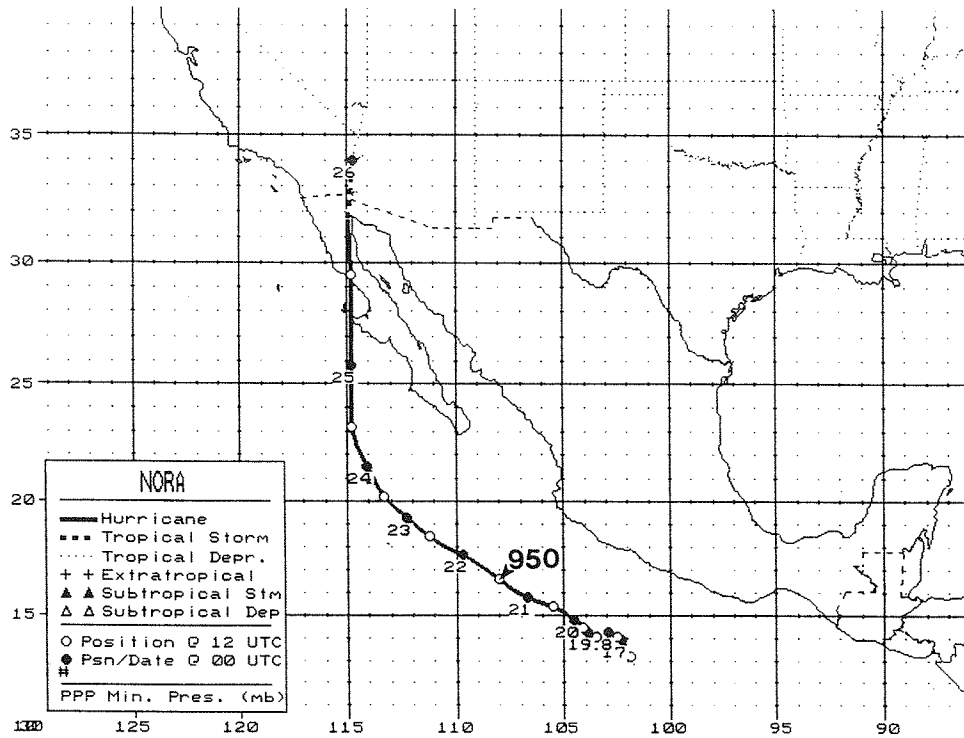 35
26
30
25
25
NORA
Hurricane
Tropical Storm
Tropical Depr.
+ + Extratropical
Subtropical Stm
Subtropical Dep
Position @ 12 UTC
Psn/Date @ 00 UTC
#
PPP Min. Pres. (mb)
24
20
23
22
950
21
15
20
19
17
125
120
115
110
105
100
95
90